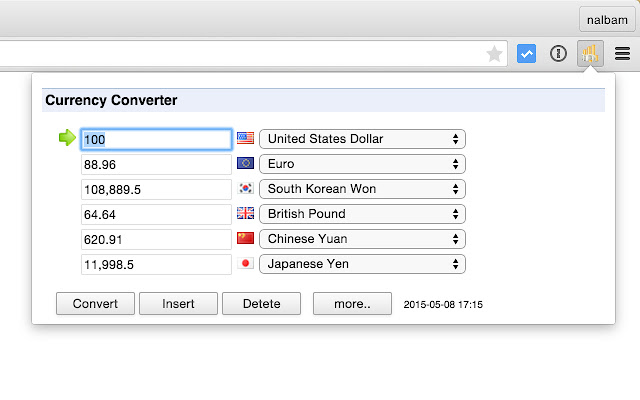 nalbam
Currency Converter
100 United States Dollar
88.96 Euro
108,889.5 South Korean Won
64.64 British Pound
620.91 Chinese Yuan
11,998.5 Japanese Yen
Convert Insert Detete more.. 2015-05-08 17:15